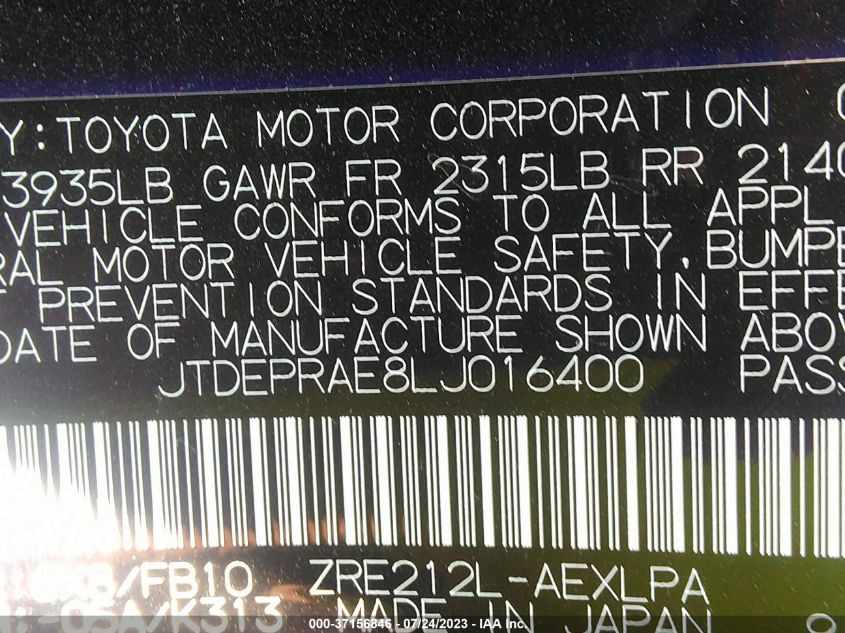 Y:TOYOTA MOTOR CORPORATION
3935LB GAWR FR 2315LB RR 2140
VEHICLE CONFORMS TO ALL APPL
RAL MOTOR VEHICLE SAFETY, BUMPE
T PREVENTION STANDARDS IN EFFE
DATE OF MANUFACTURE SHOWN ABOV
JTDEPRAE8LJ016400 PASS
/FB10 ZRE212L-AEXLPA
-05A/K313 MADE IN JAPAN
000-37156846 - 07/24/2023 - IAA Inc.